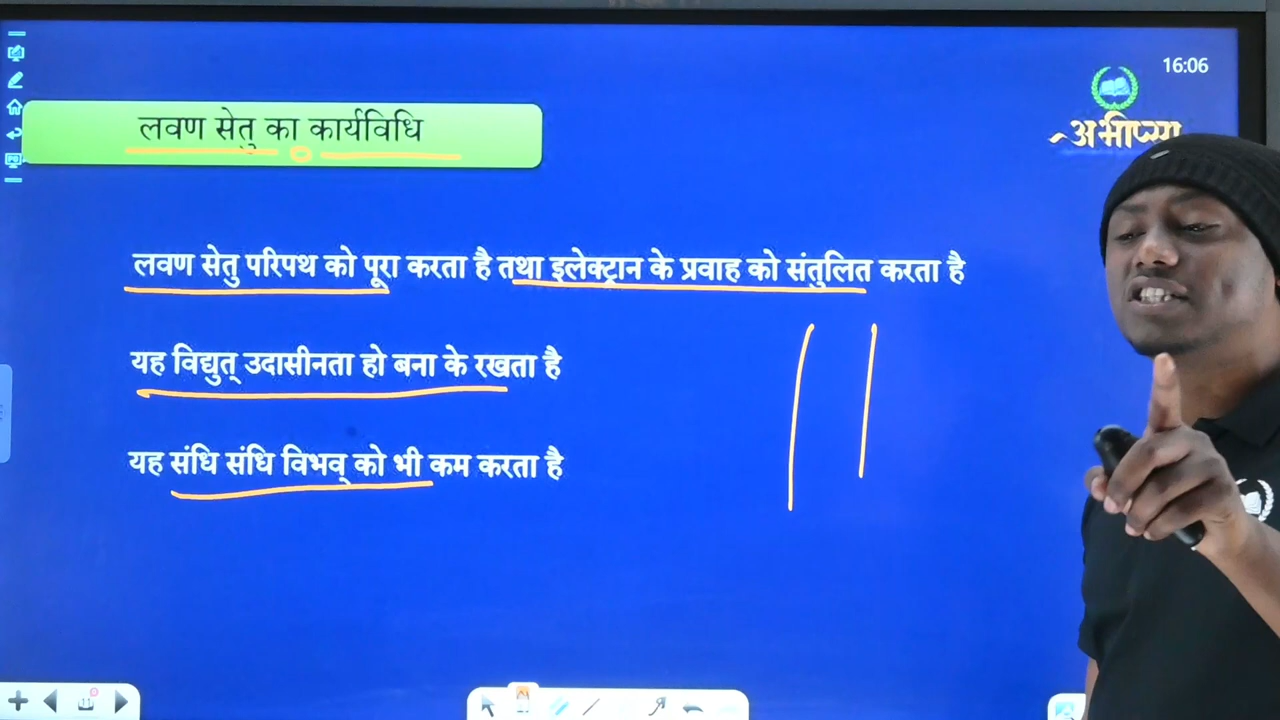 16:06
अभीप्सा
लवण सेतु का कार्यविधि
लवण सेतु परिपथ को पूरा करता है तथा इलेक्ट्रान के प्रवाह को संतुलित करता है
यह विद्युत् उदासीनता हो बना के रखता है
यह संधि संधि विभव् को भी कम करता है